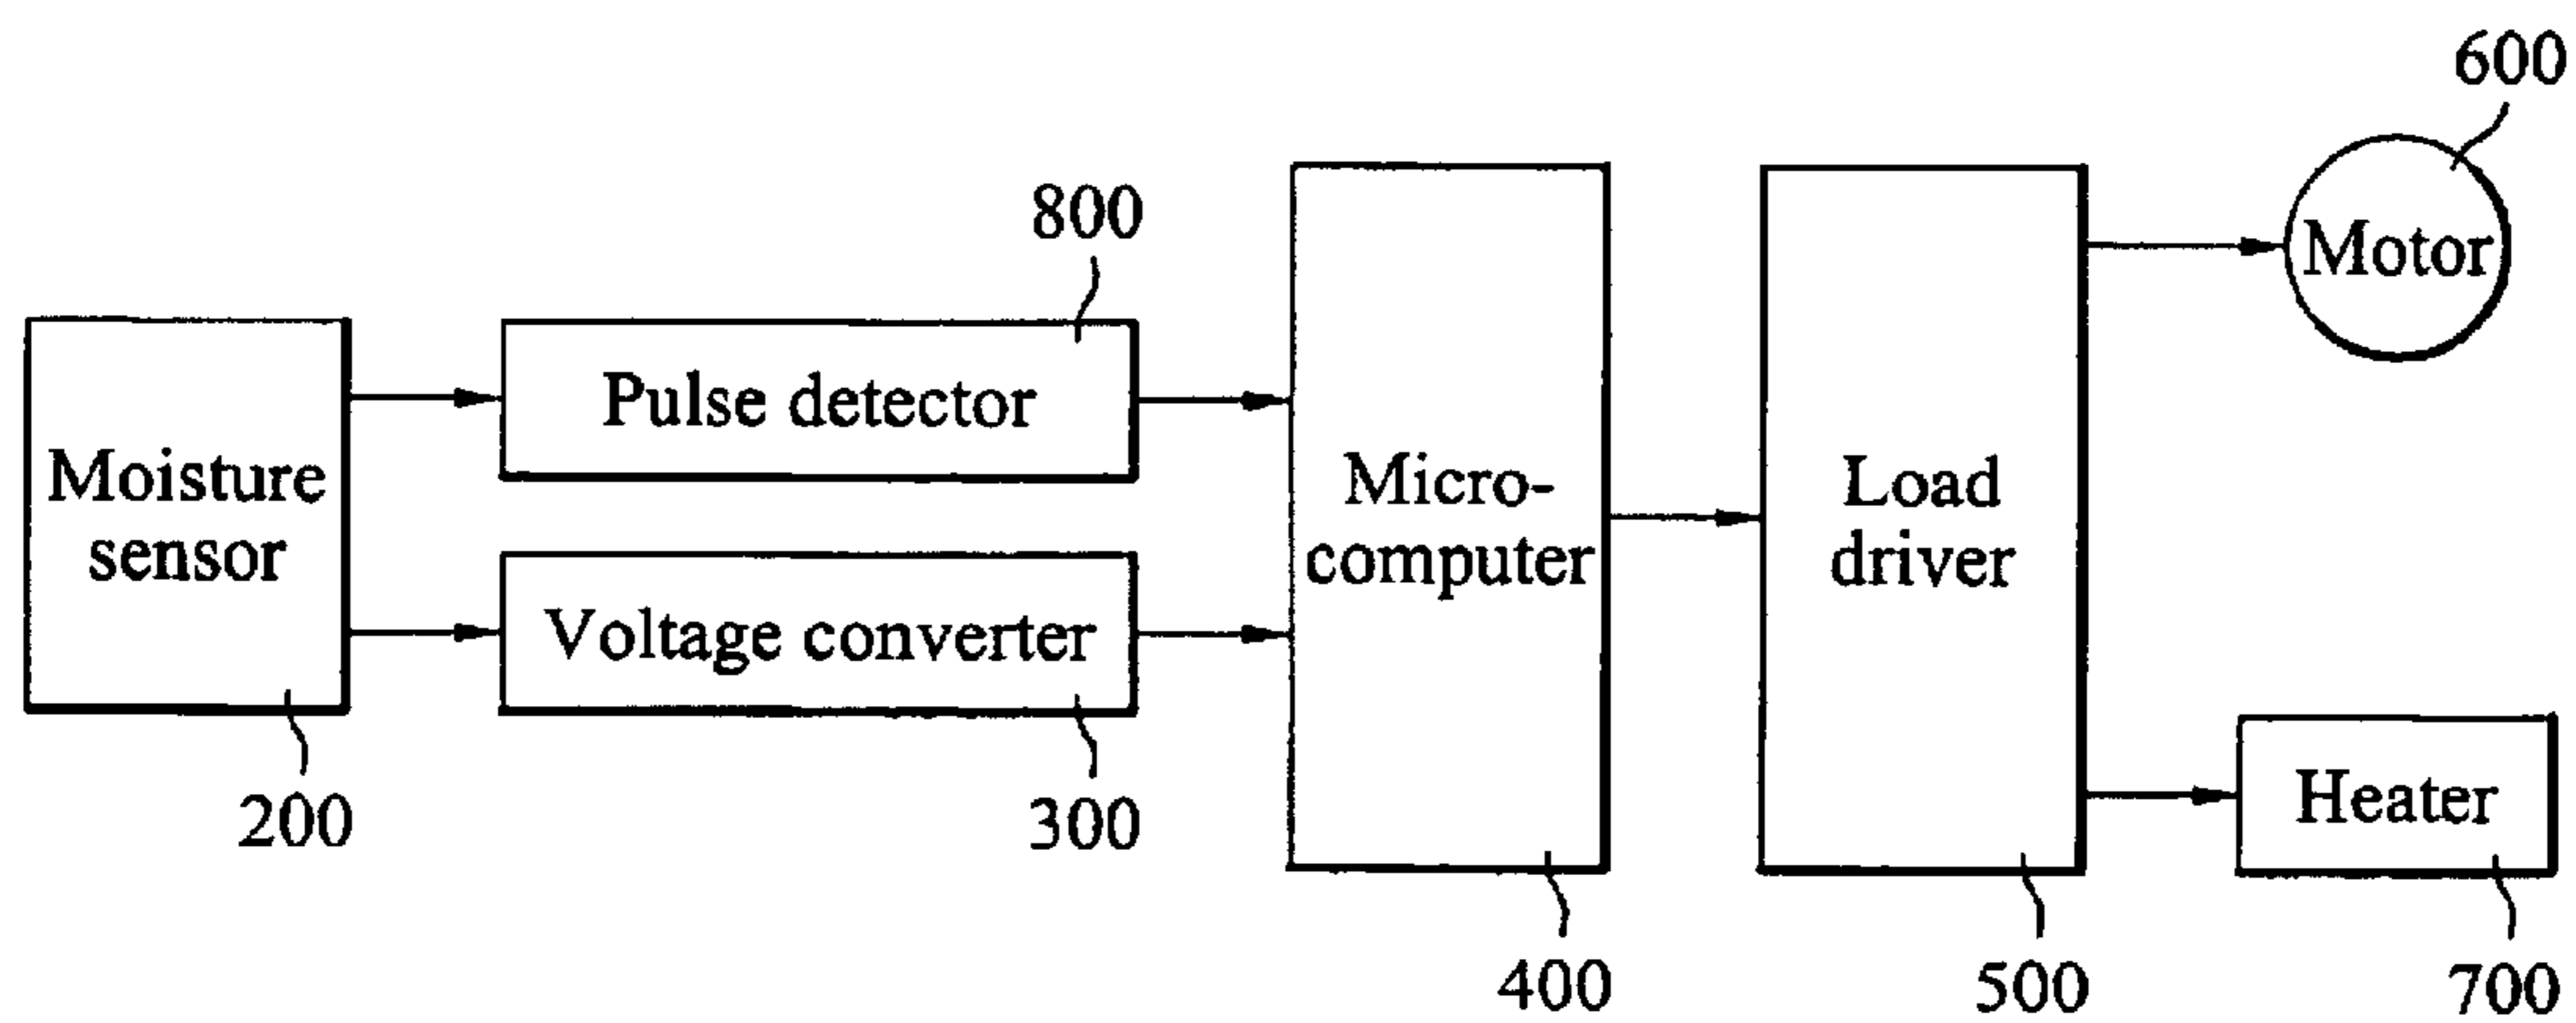 600
800
Motor
Pulse detector
Moisture
sensor
Micro-
computer
Load
driver
Voltage converter
Heater
200
300
400
500
700